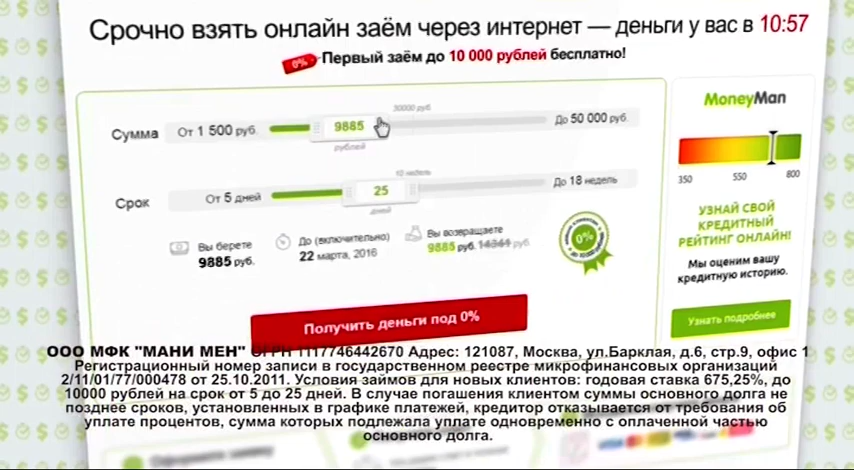 Срочно взять онлайн заём через интернет — деньги у вас в 10:57
0% Первый заём до 10 000 рублей бесплатно!
30000 руб.
Сумма От 1 500 руб. 9885 До 50 000 руб.
рублей
12 недель
Срок От 5 дней 25 До 18 недель
дней
Вы берете
9885 руб.
До (включительно)
22 марта, 2016
Вы возвращаете
9885 руб. 14341 руб.
0%
Получить деньги под 0%
MoneyMan
350 550 800
УЗНАЙ СВОЙ
КРЕДИТНЫЙ
РЕЙТИНГ ОНЛАЙН!
Мы оценим вашу
кредитную историю.
Узнать подробнее
ООО МФК "МАНИ МЕН" ОГРН 1117746442670 Адрес: 121087, Москва, ул.Барклая, д.6, стр.9, офис 1
Регистрационный номер записи в государственном реестре микрофинансовых организаций
2/11/01/77/000478 от 25.10.2011. Условия займов для новых клиентов: годовая ставка 675,25%, до
10000 рублей на срок от 5 до 25 дней. В случае погашения клиентом суммы основного долга не
позднее сроков, установленных в графике платежей, кредитор отказывается от требования об
уплате процентов, сумма которых подлежала уплате одновременно с оплаченной частью
основного долга.
Оформите заявку